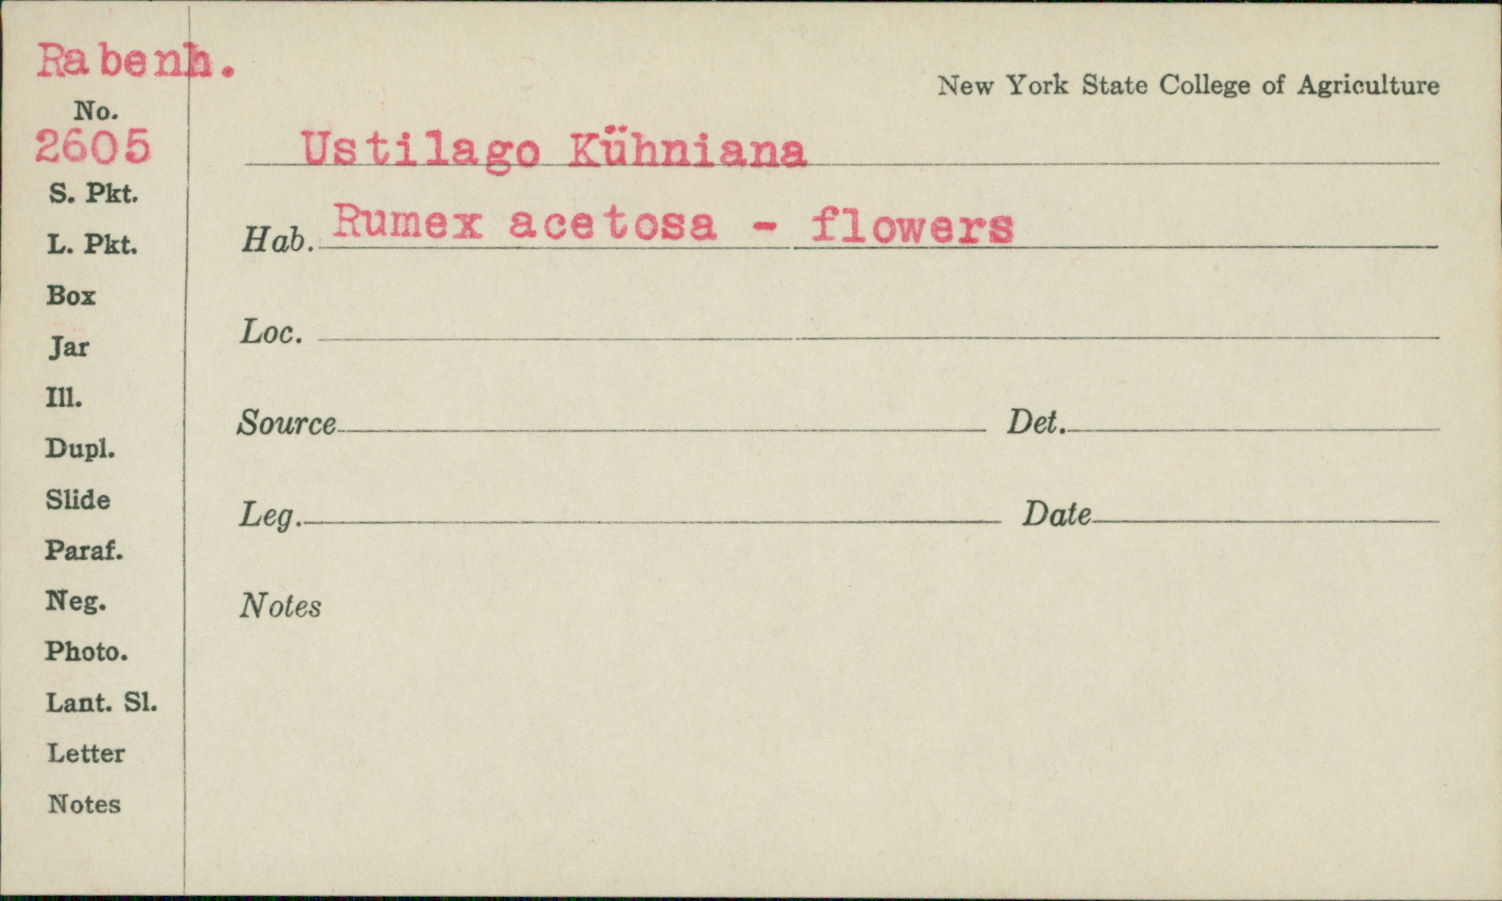 Rabenh.
New York State College of Agriculture
No.
2605
Ustilago Kühniana
S. Pkt.
Hab. Rumex acetosa - flowers
L. Pkt.
Box
Loc.
Jar
Ill.
Source Det.
Dupl.
Slide
Leg. Date
Paraf.
Neg.
Notes
Photo.
Lant. Sl.
Letter
Notes